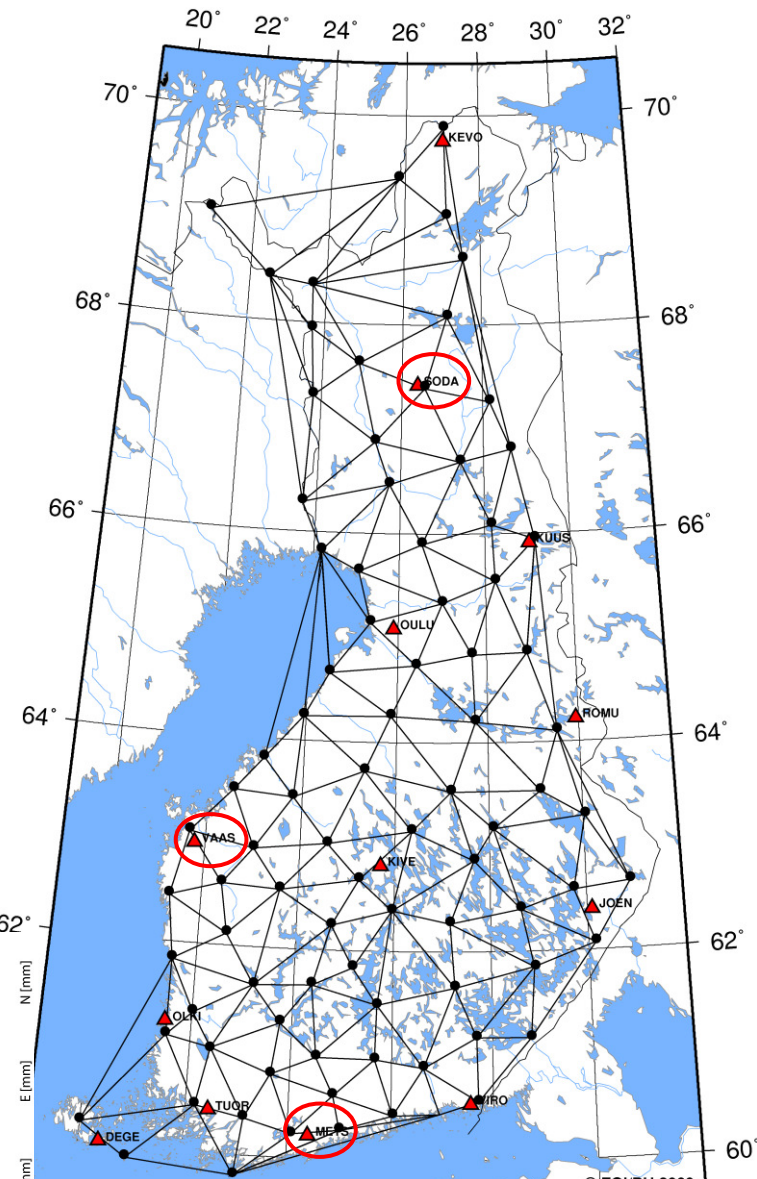 20° 22° 24° 26° 28° 30° 32°
70° 70°
KEVO
68° 68°
SODA
66° 66°
KUUS
OULU
ROMU
64° 64°
VAAS
KIVE
JOEN
62° 62°
N [mm]
OLKI
E [mm]
TUOR
VIRO
METS
DEGE
60°